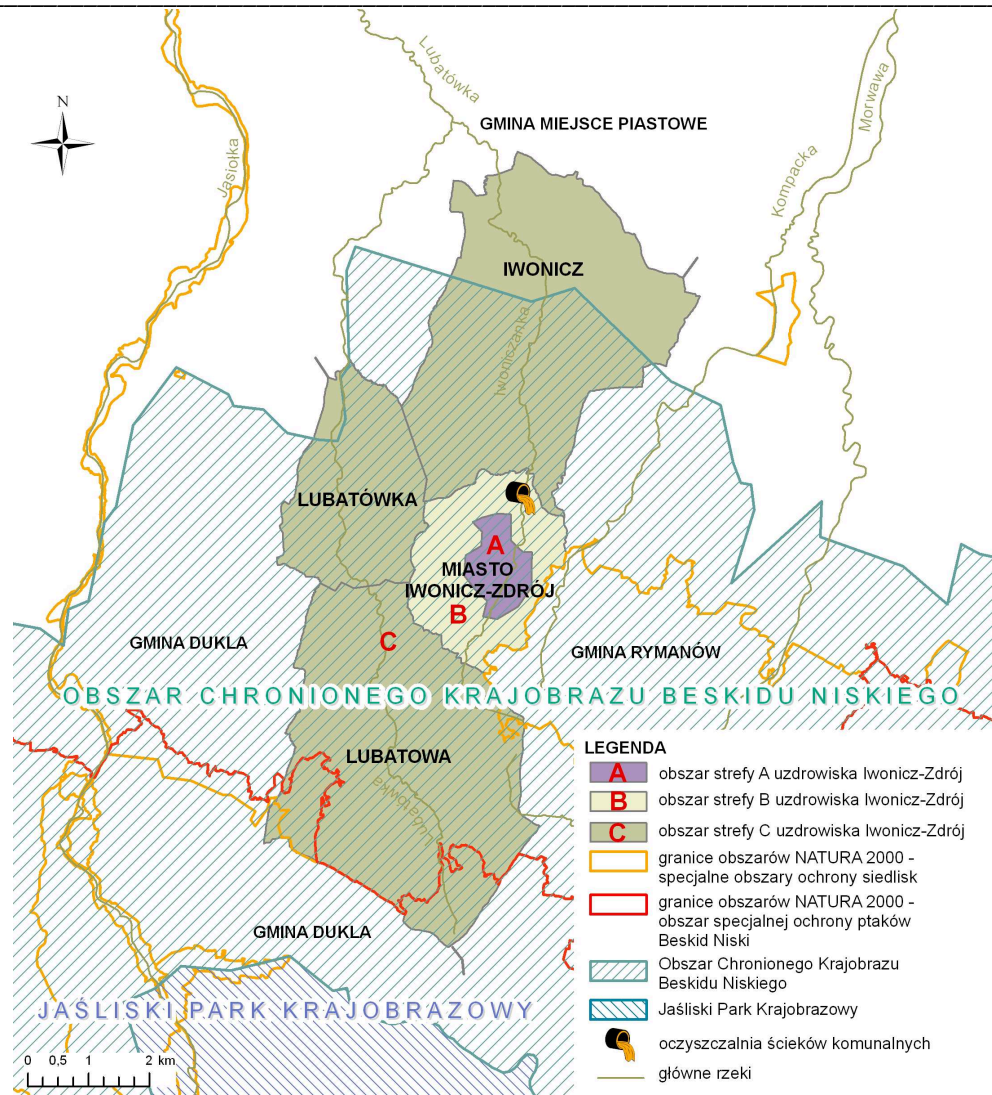 Lubatówka
GMINA MIEJSCE PIASTOWE
Morwawa
N
Jasiołka
Kompacka
IWONICZ
Iwoniczanka
LUBATÓWKA
A
MIASTO
IWONICZ-ZDRÓJ
B
C
GMINA DUKLA
GMINA RYMANÓW
OBSZAR CHRONIONEGO KRAJOBRAZU BESKIDU NISKIEGO
LUBATOWA
Lubatówka
GMINA DUKLA
JAŚLISKI PARK KRAJOBRAZOWY
0 0,5 1 2 km
LEGENDA
A obszar strefy A uzdrowiska Iwonicz-Zdrój
B obszar strefy B uzdrowiska Iwonicz-Zdrój
C obszar strefy C uzdrowiska Iwonicz-Zdrój
granice obszarów NATURA 2000 -
specjalne obszary ochrony siedlisk
granice obszarów NATURA 2000 -
obszar specjalnej ochrony ptaków
Beskid Niski
Obszar Chronionego Krajobrazu
Beskidu Niskiego
Jaśliski Park Krajobrazowy
oczyszczalnia ścieków komunalnych
główne rzeki